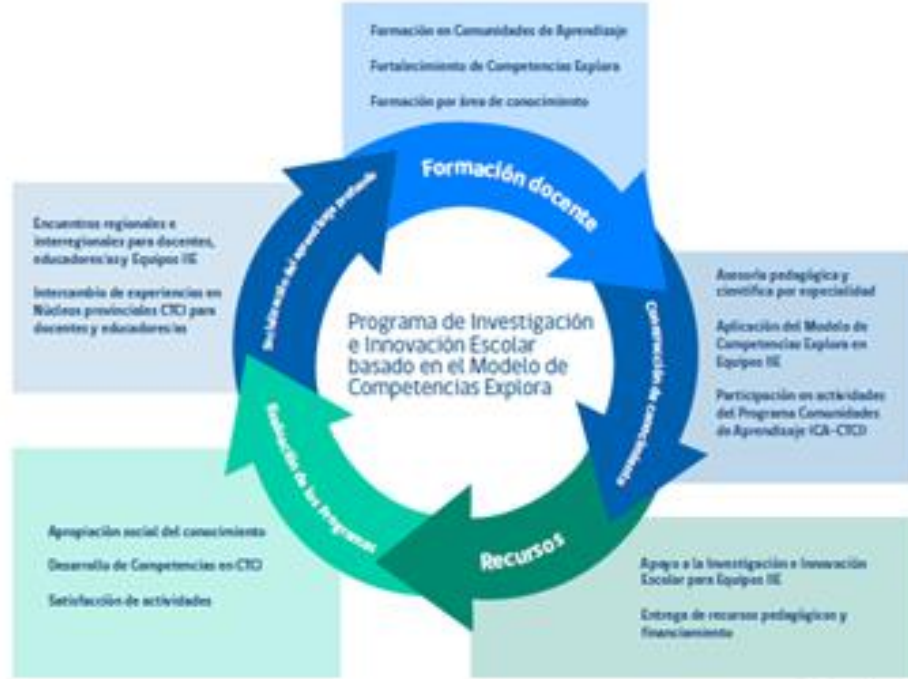 Formación en Comunidades de Aprendizaje
Fortalecimiento de Competencias Explora
Formación por área de conocimiento
Formación docente
Asesoría pedagógica y
científica por especialidad
Aplicación del Modelo de
Competencias Explora en
Equipos IIE
Participación en actividades
del Programa Comunidades
de Aprendizaje (CA-CTCI)
Construcción de conocimiento
Apoyo a la Investigación e Innovación
Escolar para Equipos IIE
Entrega de recursos pedagógicos y
financiamiento
Recursos
Apropiación social del conocimiento
Desarrollo de Competencias en CTCI
Satisfacción de actividades
de los Programas
Encuentros regionales e
interregionales para docentes,
educadores/as y Equipos IIE
Intercambio de experiencias en
Núcleos provinciales CTCI para
docentes y educadores/as
del aprendizaje profundo
Programa de Investigación
e Innovación Escolar
basado en el Modelo de
Competencias Explora